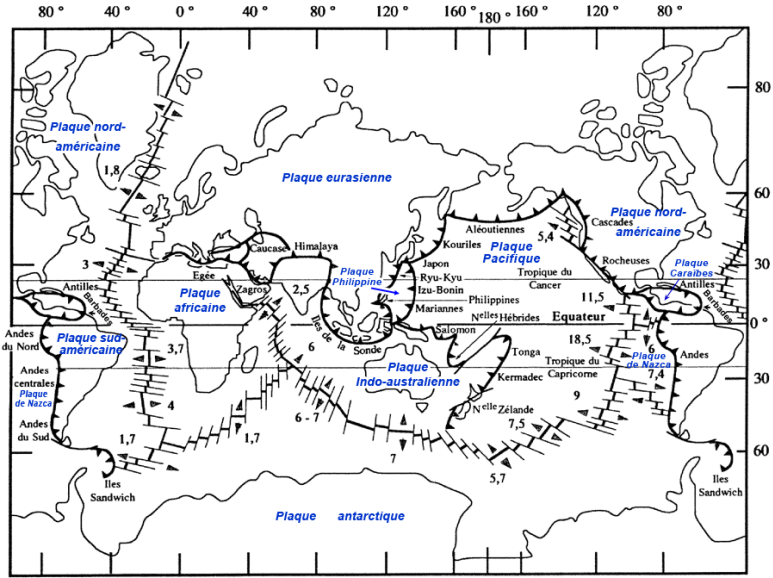 80 ° 40 ° 0 ° 40 ° 80 ° 120 ° 160 ° 180 ° 160 ° 120 ° 80 °
80
60
30
0 °
30
60
Plaque nord-
américaine
1,8
Plaque eurasienne
Plaque nord-
américaine
Cascades
Aléoutiennes
5,4
Plaque
Pacifique
Kouriles
Caucase
Himalaya
3
Egée
Zagros
2,5
Japon
Ryu-Kyu
Izu-Bonin
Mariannes
Plaque
Philippine
Rocheuses
Tropique du
Cancer
Plaque
Caraïbes
Antilles
Barbades
Antilles
Barbades
Plaque
africaine
11,5
Philippines
Nelles Hébrides
Equateur
Salomon
Iles de la Sonde
Andes
du Nord
Plaque sud-
américaine
3,7
6
18,5
6
Tonga
Tropique du
Capricorne
Plaque
de Nazca
7,4
Andes
Plaque
Indo-australienne
Andes
centrales
Plaque
de Nazca
Kermadec
4
9
Nelle Zélande
7,5
Andes
du Sud
1,7
1,7
6 - 7
7
5,7
Iles
Sandwich
Iles
Sandwich
Plaque antarctique